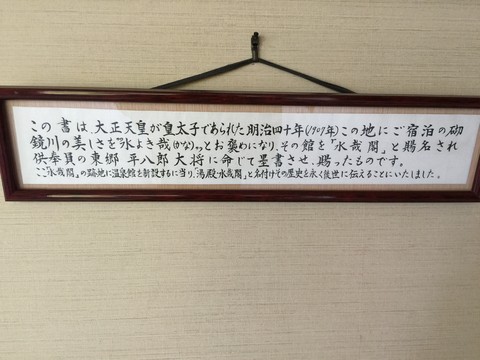 この書は、大正天皇が皇太子であられた明治四十年(1907年)この地にご宿泊の砌
鏡川の美しさを“水よき哉(かな)”とお褒めになり、その館を「水哉閣」と賜名され
供奉員の東郷 平八郎 大将に命じて墨書させ、賜ったものです。
ここ「水哉閣」の跡地に温泉館を新設するに当り、「湯殿水哉閣」と名付けその歴史を永く後世に伝えることにいたしました。